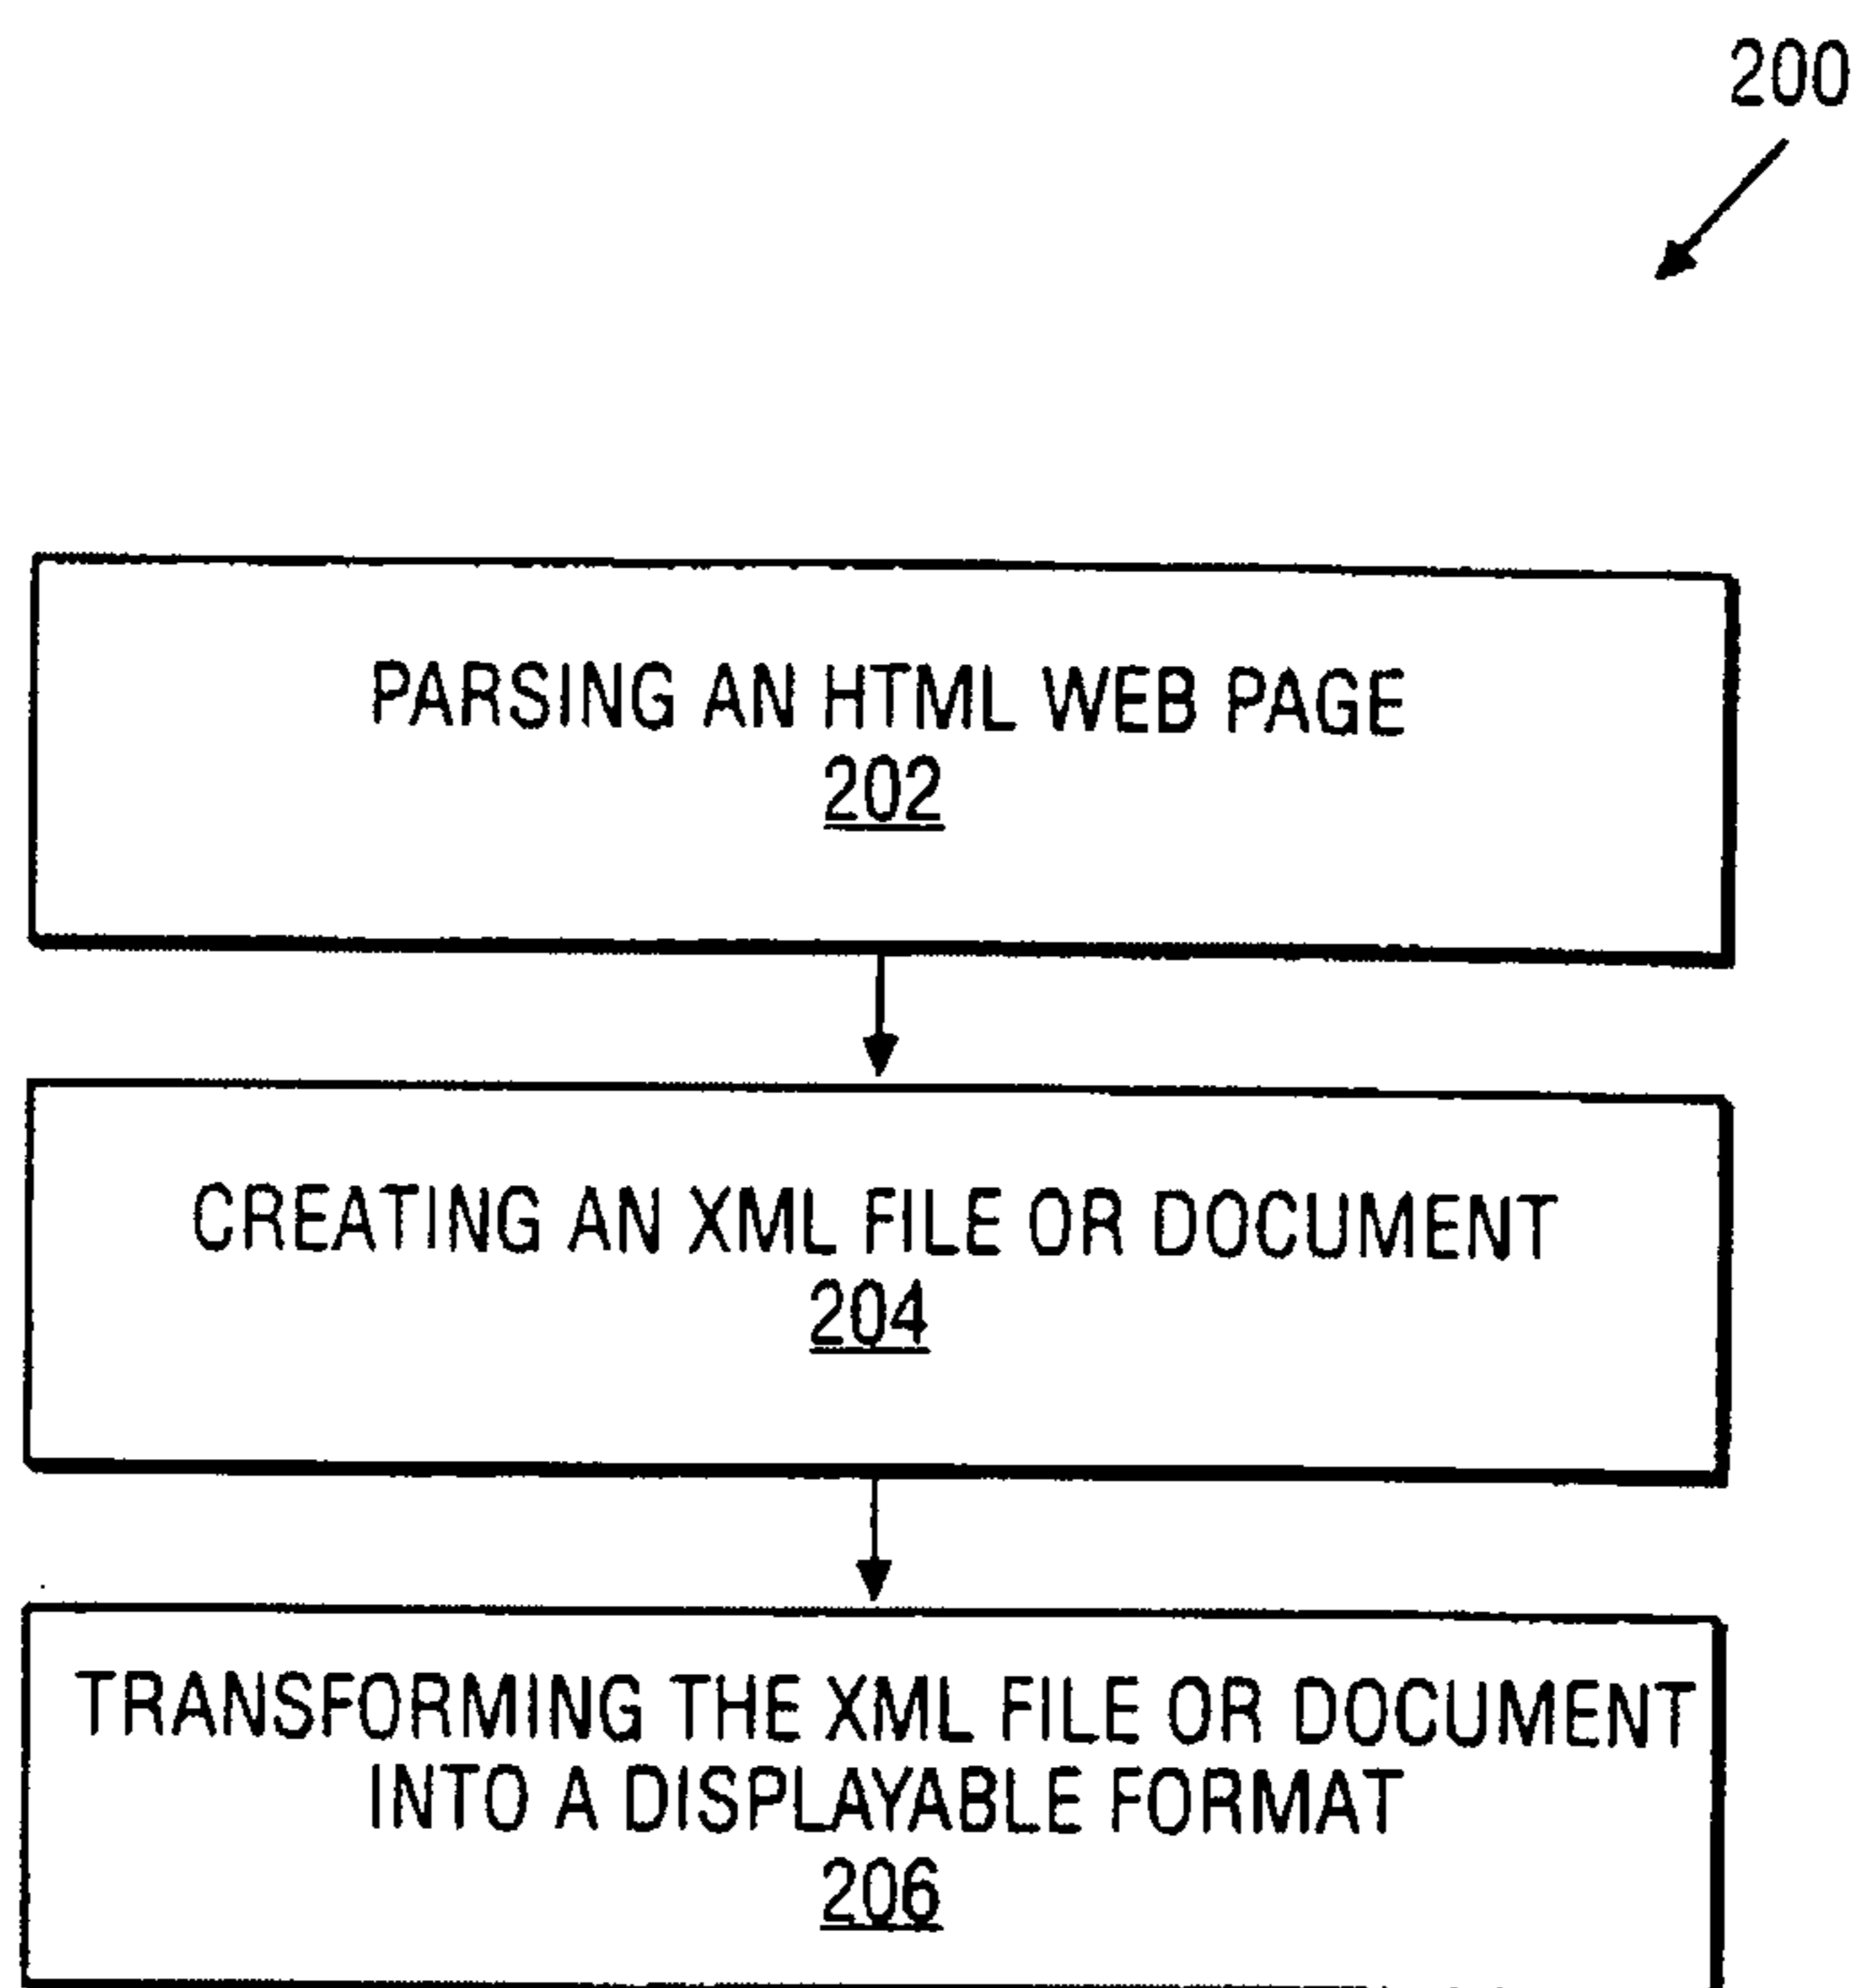 200
PARSING AN HTML WEB PAGE
202
CREATING AN XML FILE OR DOCUMENT
204
TRANSFORMING THE XML FILE OR DOCUMENT
INTO A DISPLAYABLE FORMAT
206